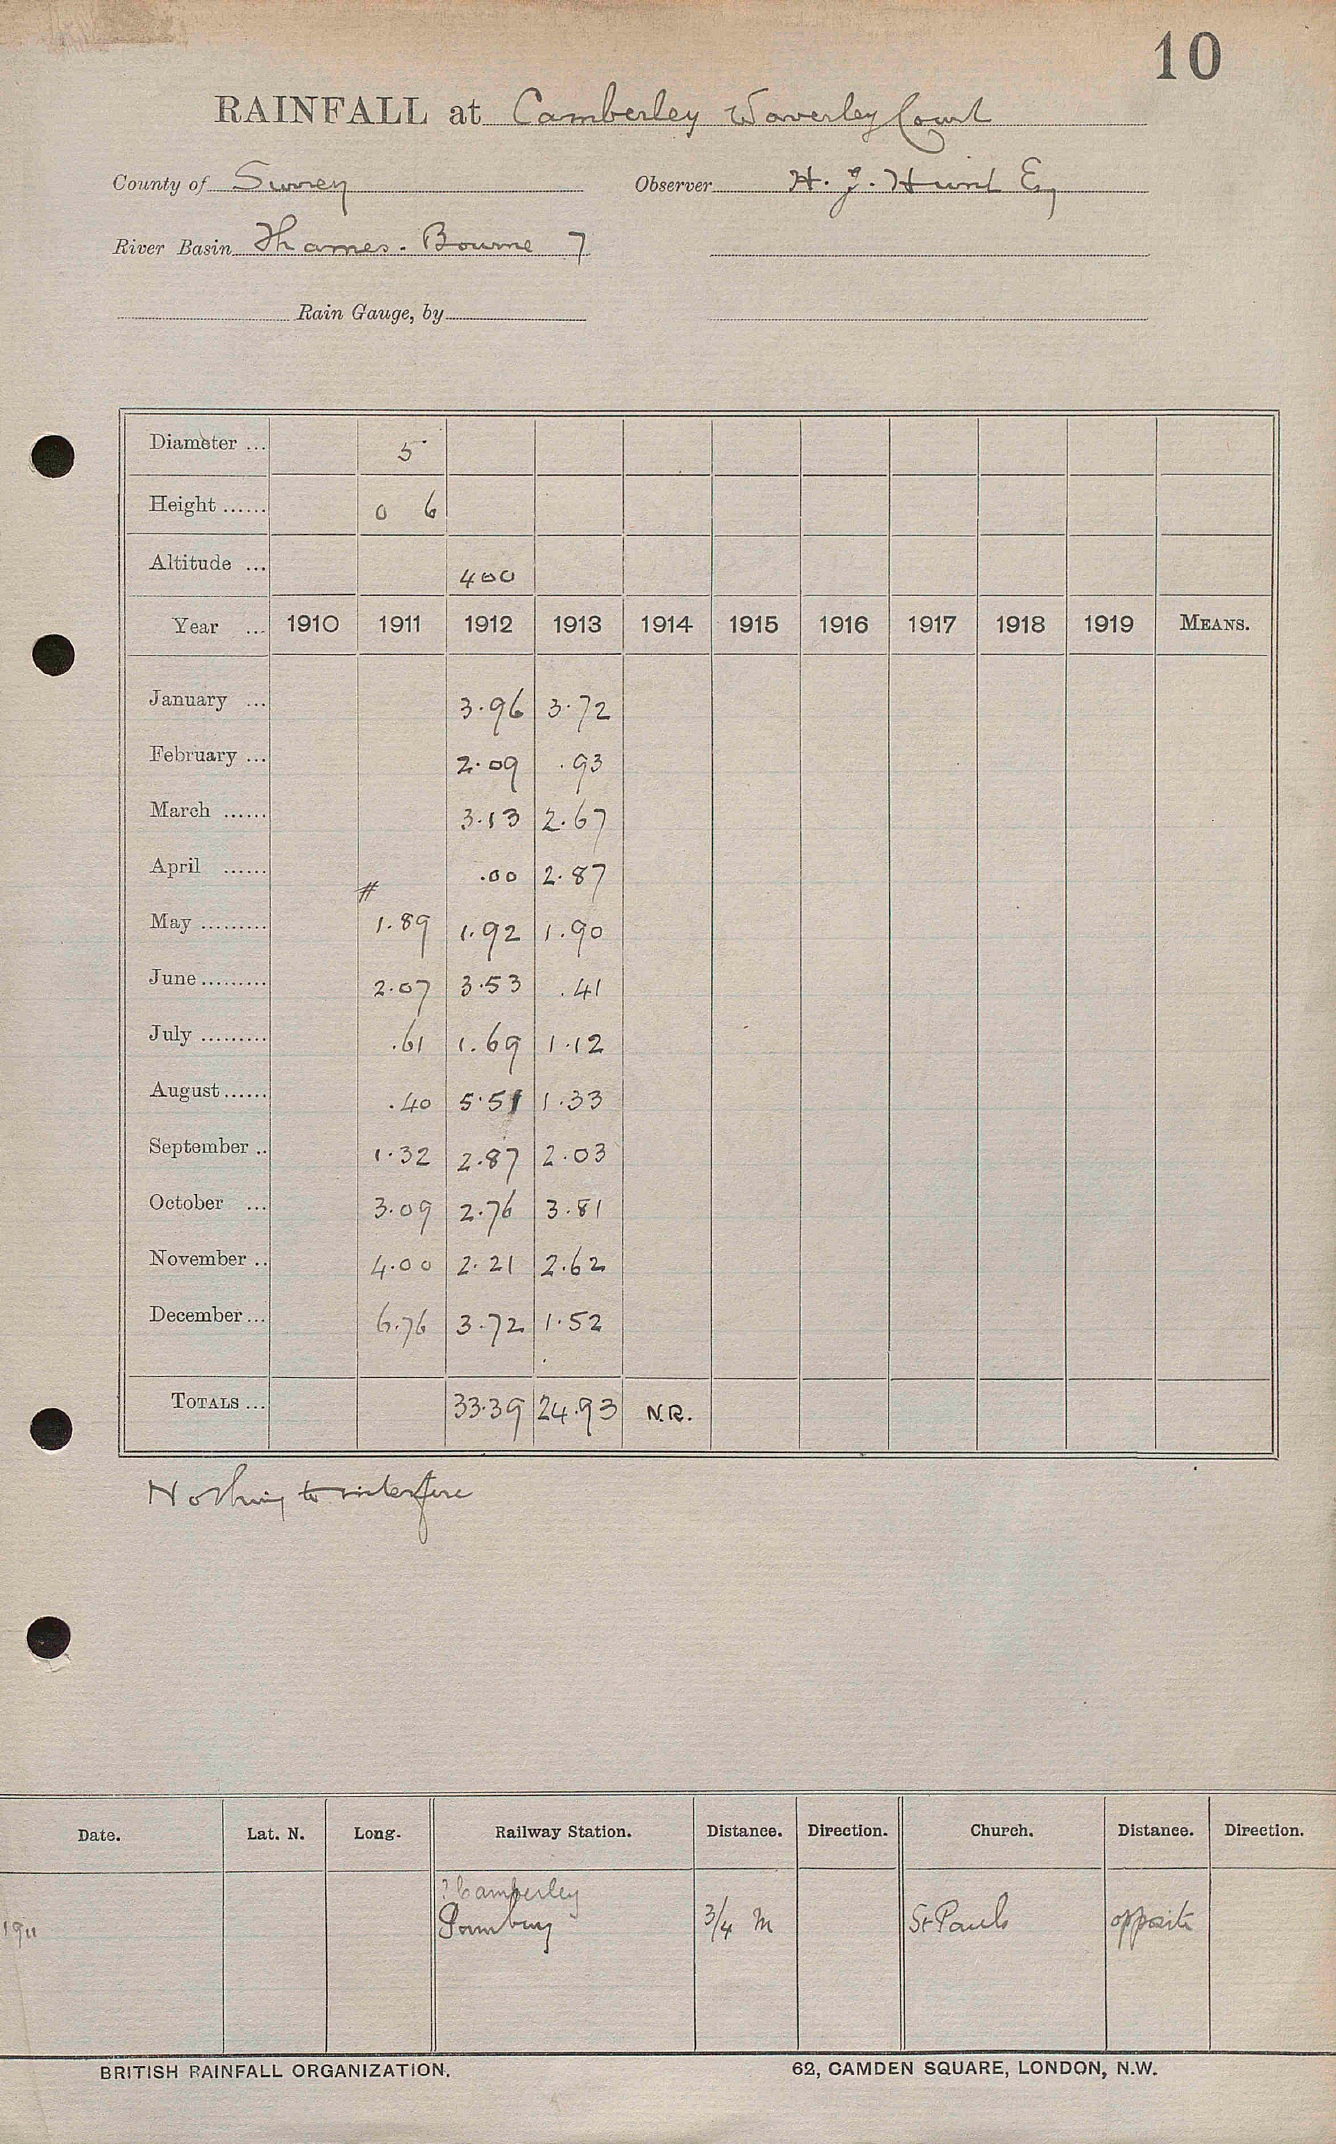 10
RAINFALL at Camberley Waverley Court
County of Surrey Observer H. J. Hunt Esq
River Basin Thames. Bourne 7
Rain Gauge, by
Diameter ... 5
Height ...... 0 6
Altitude ... 400
Year ... 1910 1911 1912 1913 1914 1915 1916 1917 1918 1919 MEANS.
January ... 3.96 3.72
February ... 2.09 .93
March ...... 3.13 2.67
April ...... .00 2.87
#
May ......... 1.89 1.92 1.90
June ......... 2.07 3.53 .41
July ......... .61 1.69 1.12
August ...... .40 5.51 1.33
September .. 1.32 2.87 2.03
October ... 3.09 2.76 3.81
November .. 4.00 2.21 2.62
December ... 6.76 3.72 1.52
TOTALS ... 33.39 24.93 N.R.
Nothing to interfere
Date. Lat. N. Long. Railway Station. Distance. Direction. Church. Distance. Direction.
? Camberley
1911 3/4 M St Pauls opposite
BRITISH RAINFALL ORGANIZATION. 62, CAMDEN SQUARE, LONDON, N.W.